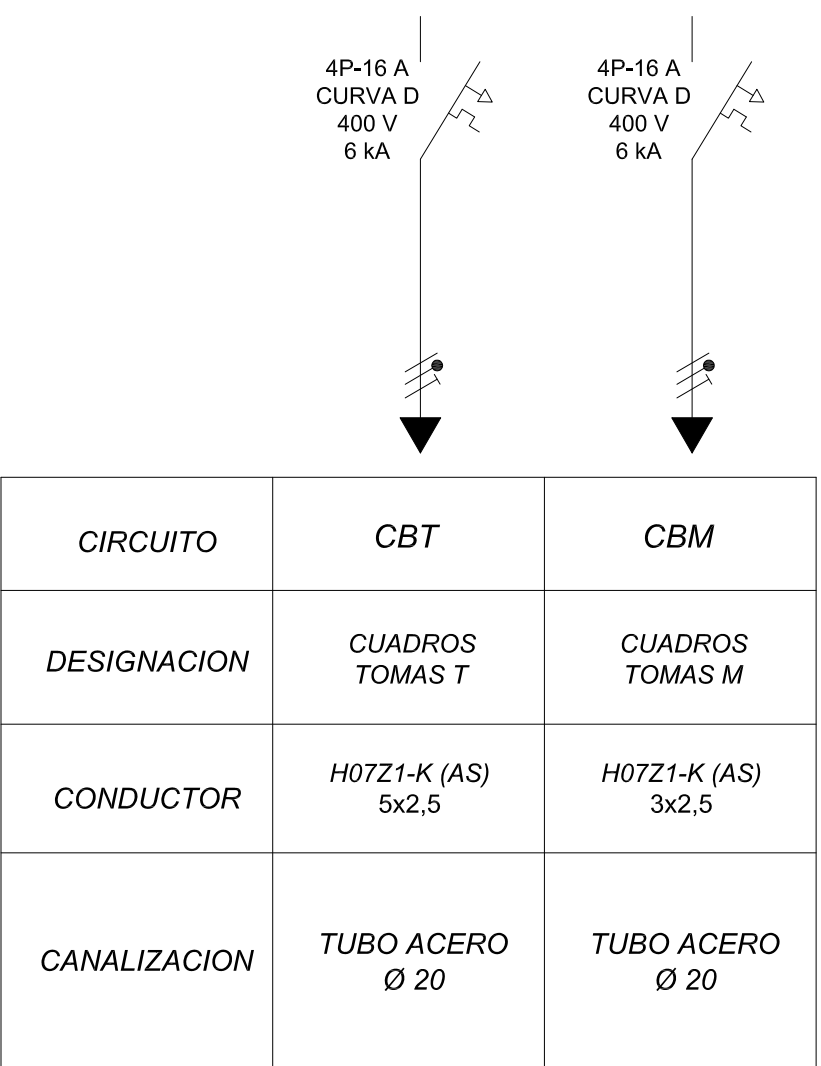 4P-16 A
CURVA D
400 V
6 kA
4P-16 A
CURVA D
400 V
6 kA
CIRCUITO
CBT
CBM
DESIGNACION
CUADROS
TOMAS T
CUADROS
TOMAS M
CONDUCTOR
H07Z1-K (AS)
5x2,5
H07Z1-K (AS)
3x2,5
CANALIZACION
TUBO ACERO
Ø 20
TUBO ACERO
Ø 20